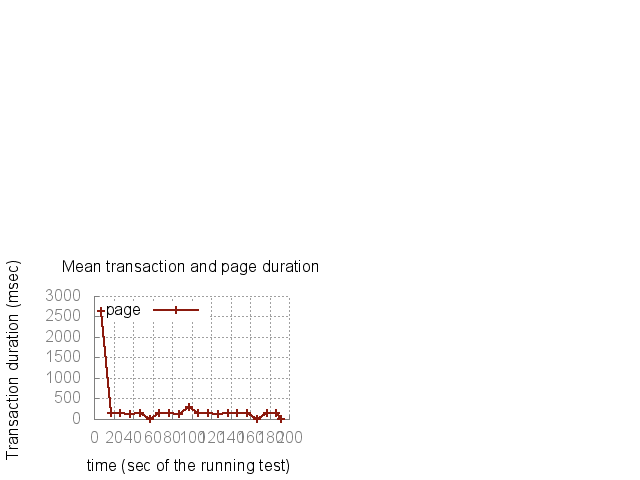 Mean transaction and page duration
Transaction duration (msec)
3000
page
2500
2000
1500
1000
500
0
0 20 40 60 80 100 120 140 160 180 200
time (sec of the running test)